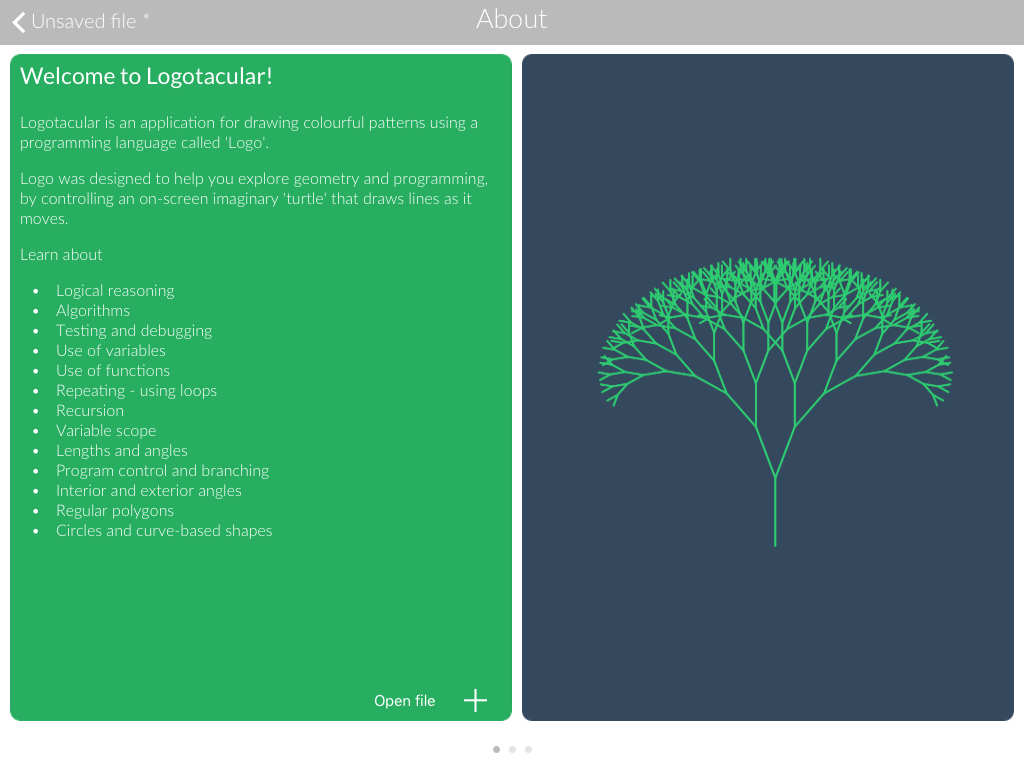 Unsaved file *
About
Welcome to Logotacular!
Logotacular is an application for drawing colourful patterns using a
programming language called 'Logo'.
Logo was designed to help you explore geometry and programming,
by controlling an on-screen imaginary 'turtle' that draws lines as it
moves.
Learn about
• Logical reasoning
• Algorithms
• Testing and debugging
• Use of variables
• Use of functions
• Repeating - using loops
• Recursion
• Variable scope
• Lengths and angles
• Program control and branching
• Interior and exterior angles
• Regular polygons
• Circles and curve-based shapes
Open file